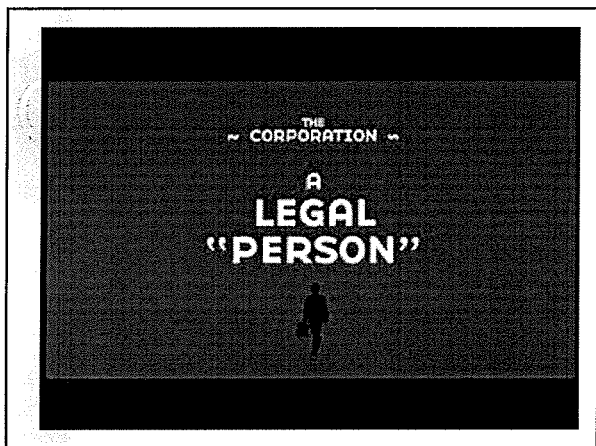 THE
~ CORPORATION ~
A
LEGAL
“PERSON”